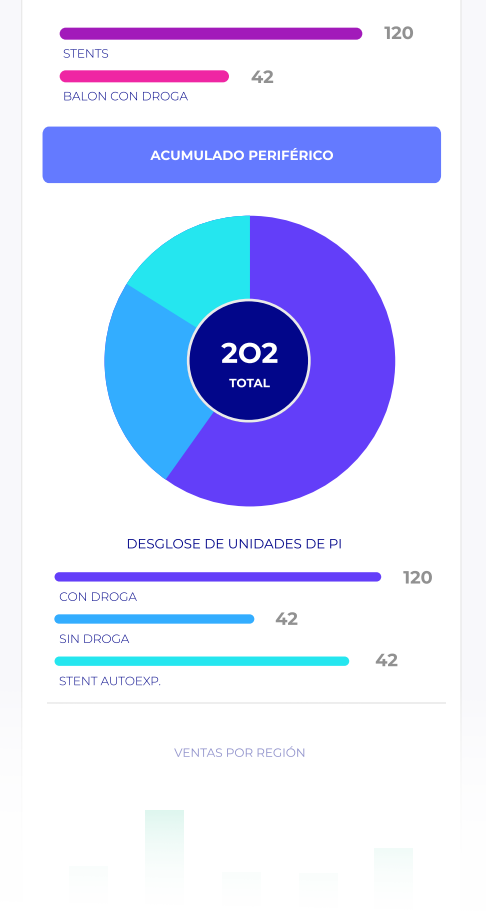 120
STENTS
42
BALON CON DROGA
ACUMULADO PERIFÉRICO
202
TOTAL
DESGLOSE DE UNIDADES DE PI
120
CON DROGA
42
SIN DROGA
42
STENT AUTOEXP.
VENTAS POR REGIÓN